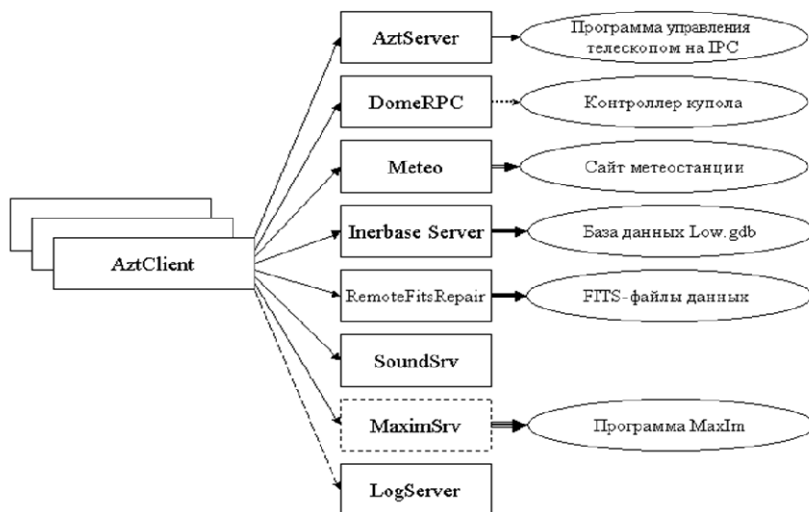 AztServer
Программа управления
телескопом на IPC
DomeRPC
Контроллер купола
Meteo
Сайт метеостанции
Inerbase Server
База данных Low.gdb
AztClient
RemoteFitsRepair
FITS-файлы данных
SoundSrv
MaximSrv
Программа MaxIm
LogServer